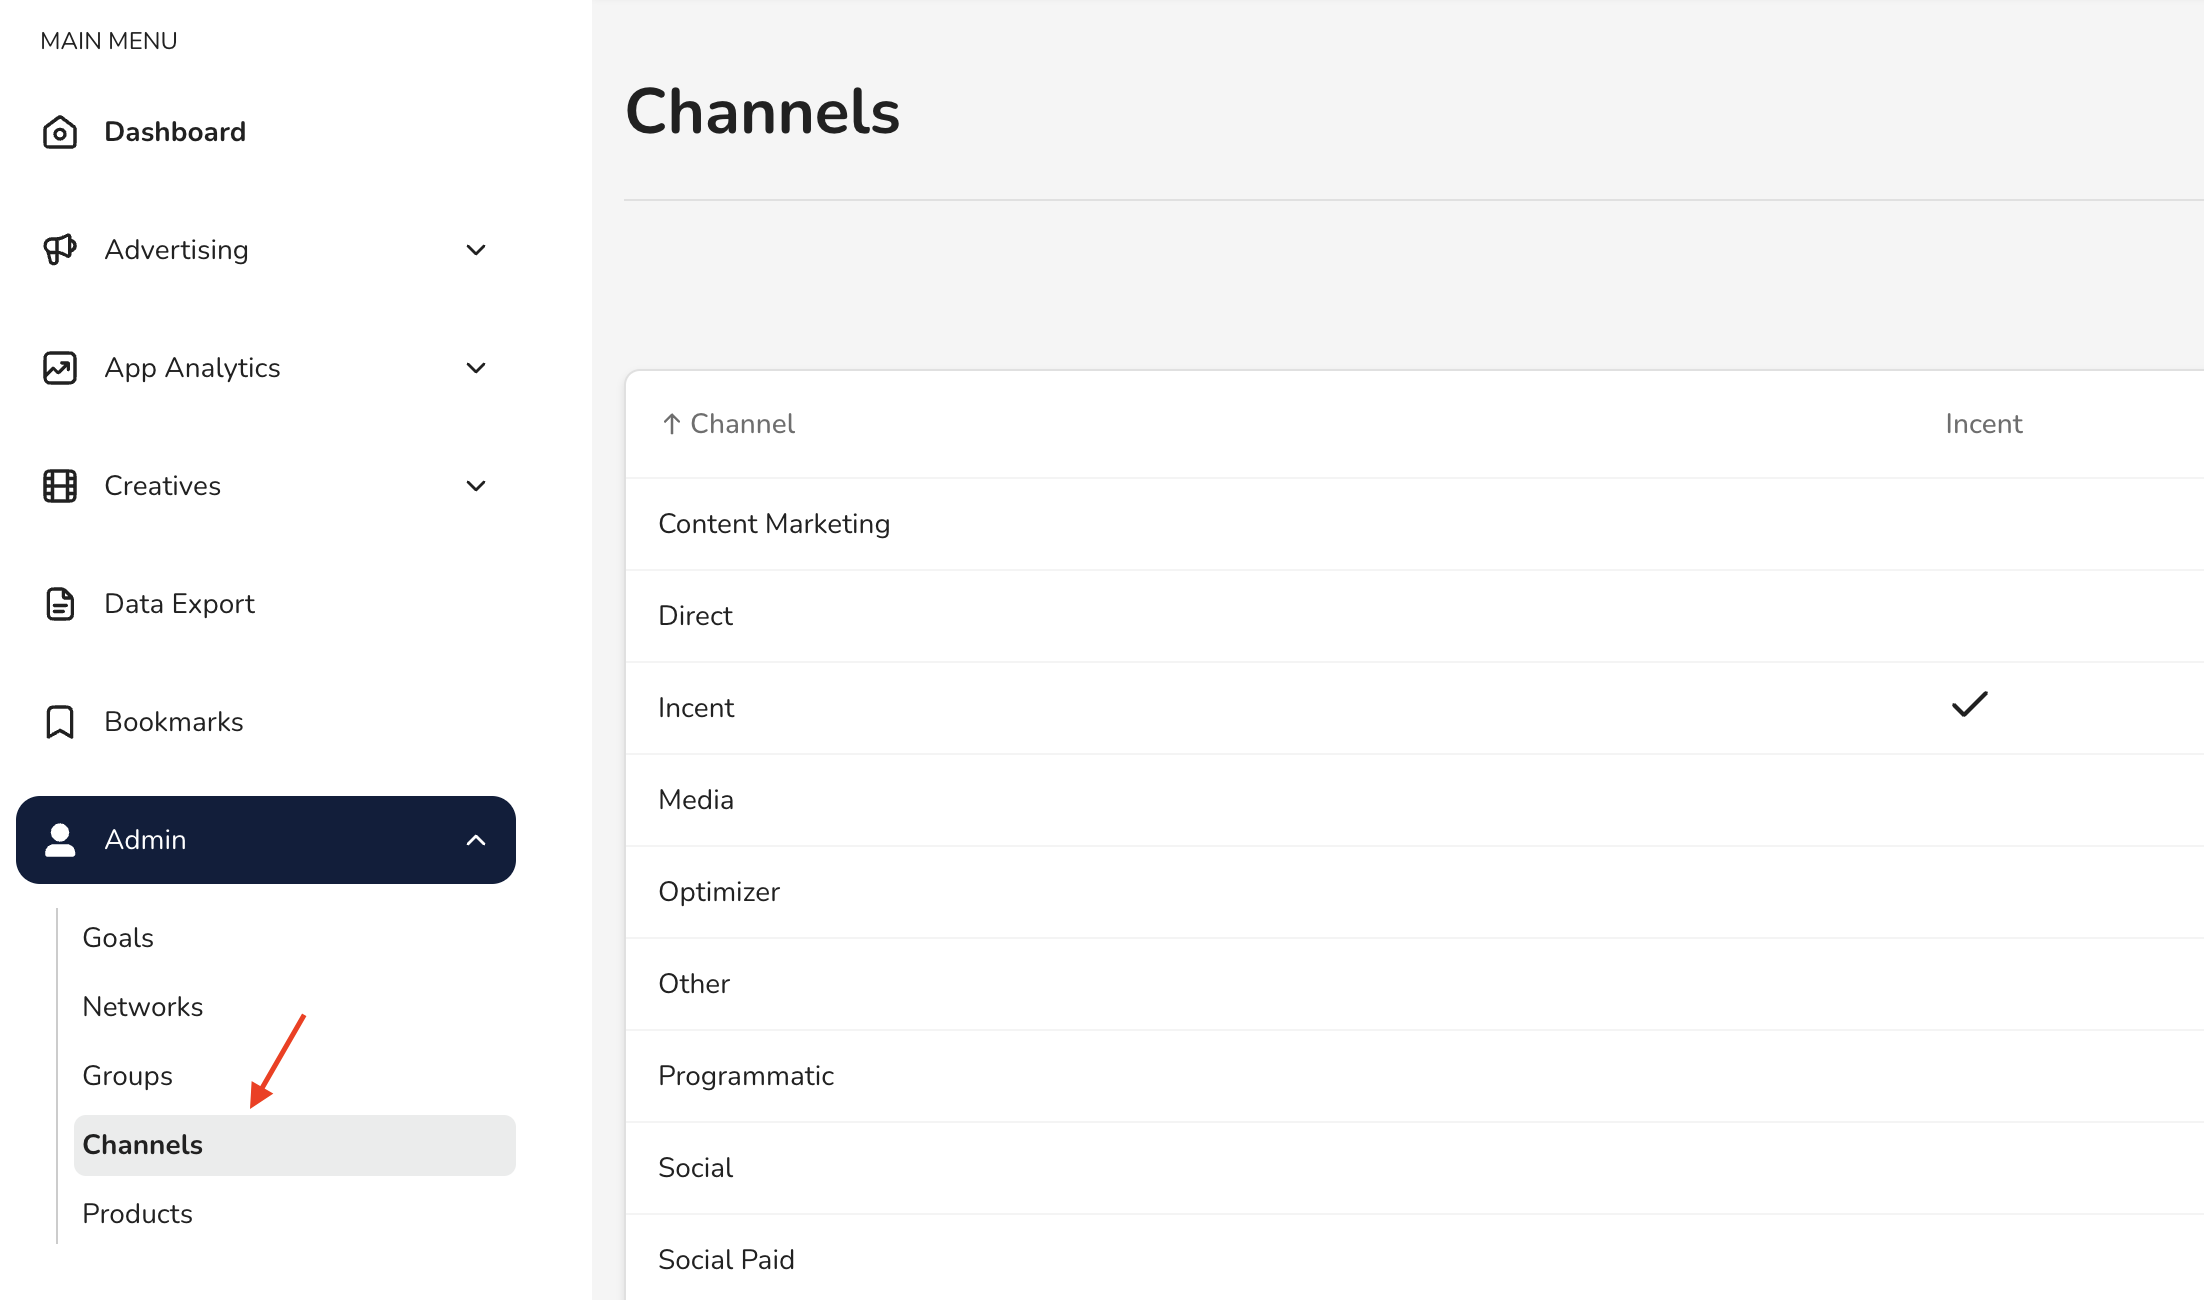 MAIN MENU
Dashboard
Advertising
App Analytics
Creatives
Data Export
Bookmarks
Admin
Goals
Networks
Groups
Channels
Products
Channels
↑ Channel Incent
Content Marketing
Direct
Incent
Media
Optimizer
Other
Programmatic
Social
Social Paid